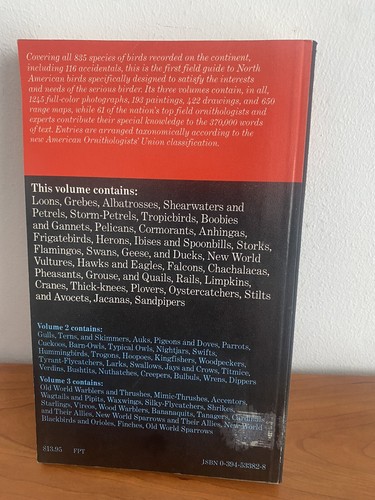 Covering all 835 species of birds recorded on the continent,
including 116 accidentals, this is the first field guide to North
American birds specifically designed to satisfy the interests
and needs of the serious birder. Its three volumes contain, in all,
1245 full-color photographs, 193 paintings, 422 drawings, and 650
range maps, while 61 of the nation's top field ornithologists and
experts contribute their special knowledge to the 370,000 words
of text. Entries are arranged taxonomically according to the
new American Ornithologists' Union classification.
This volume contains:
Loons, Grebes, Albatrosses, Shearwaters and
Petrels, Storm-Petrels, Tropicbirds, Boobies
and Gannets, Pelicans, Cormorants, Anhingas,
Frigatebirds, Herons, Ibises and Spoonbills, Storks,
Flamingos, Swans, Geese, and Ducks, New World
Vultures, Hawks and Eagles, Falcons, Chachalacas,
Pheasants, Grouse, and Quails, Rails, Limpkins,
Cranes, Thick-knees, Plovers, Oystercatchers, Stilts
and Avocets, Jacanas, Sandpipers
Volume 2 contains:
Gulls, Terns, and Skimmers, Auks, Pigeons and Doves, Parrots,
Cuckoos, Barn-Owls, Typical Owls, Nightjars, Swifts,
Hummingbirds, Trogons, Hoopoes, Kingfishers, Woodpeckers,
Tyrant-Flycatchers, Larks, Swallows, Jays and Crows, Titmice,
Verdins, Bushtits, Nuthatches, Creepers, Bulbuls, Wrens, Dippers
Volume 3 contains:
Old World Warblers and Thrushes, Mimic-Thrushes, Accentors,
Wagtails and Pipits, Waxwings, Silky-Flycatchers, Shrikes,
Starlings, Vireos, Wood Warblers, Bananaquits, Tanagers, Cardinals
and Their Allies, New World Sparrows and Their Allies, New World
Blackbirds and Orioles, Finches, Old World Sparrows
$13.95 FPT
ISBN 0-394-53382-8